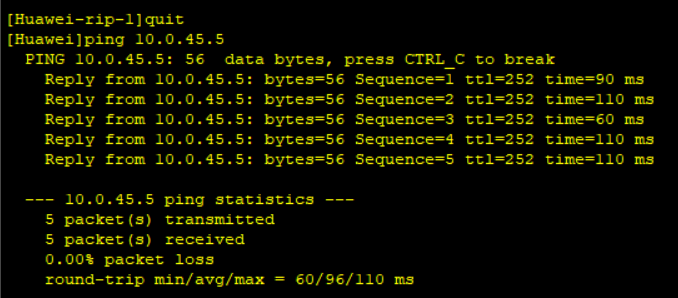 [Huawei-rip-1]quit
[Huawei]ping 10.0.45.5
  PING 10.0.45.5: 56  data bytes, press CTRL_C to break
    Reply from 10.0.45.5: bytes=56 Sequence=1 ttl=252 time=90 ms
    Reply from 10.0.45.5: bytes=56 Sequence=2 ttl=252 time=110 ms
    Reply from 10.0.45.5: bytes=56 Sequence=3 ttl=252 time=60 ms
    Reply from 10.0.45.5: bytes=56 Sequence=4 ttl=252 time=110 ms
    Reply from 10.0.45.5: bytes=56 Sequence=5 ttl=252 time=110 ms

  --- 10.0.45.5 ping statistics ---
    5 packet(s) transmitted
    5 packet(s) received
    0.00% packet loss
    round-trip min/avg/max = 60/96/110 ms